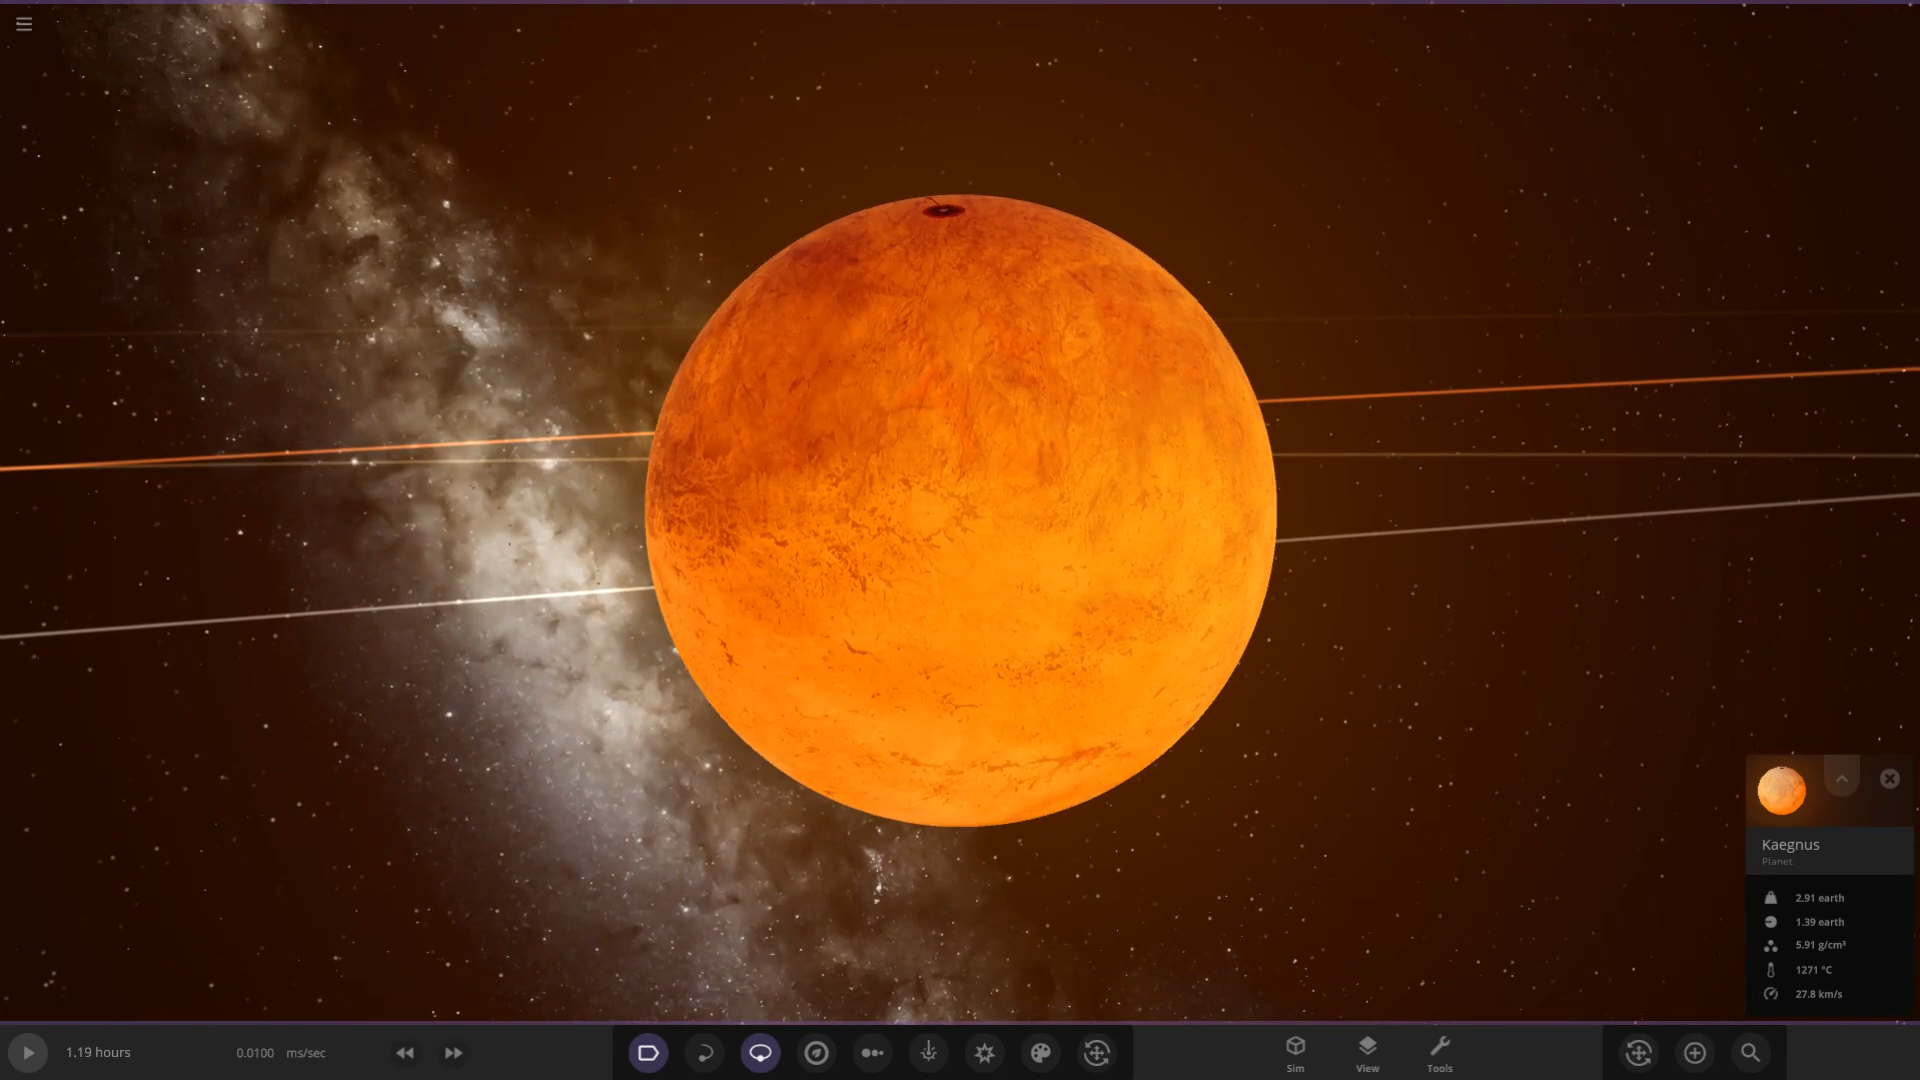 Kaegnus
Planet
2.91 earth
1.39 earth
5.91 g/cm³
1271 °C
27.8 km/s
1.19 hours
0.0100 ms/sec
Sim
View
Tools